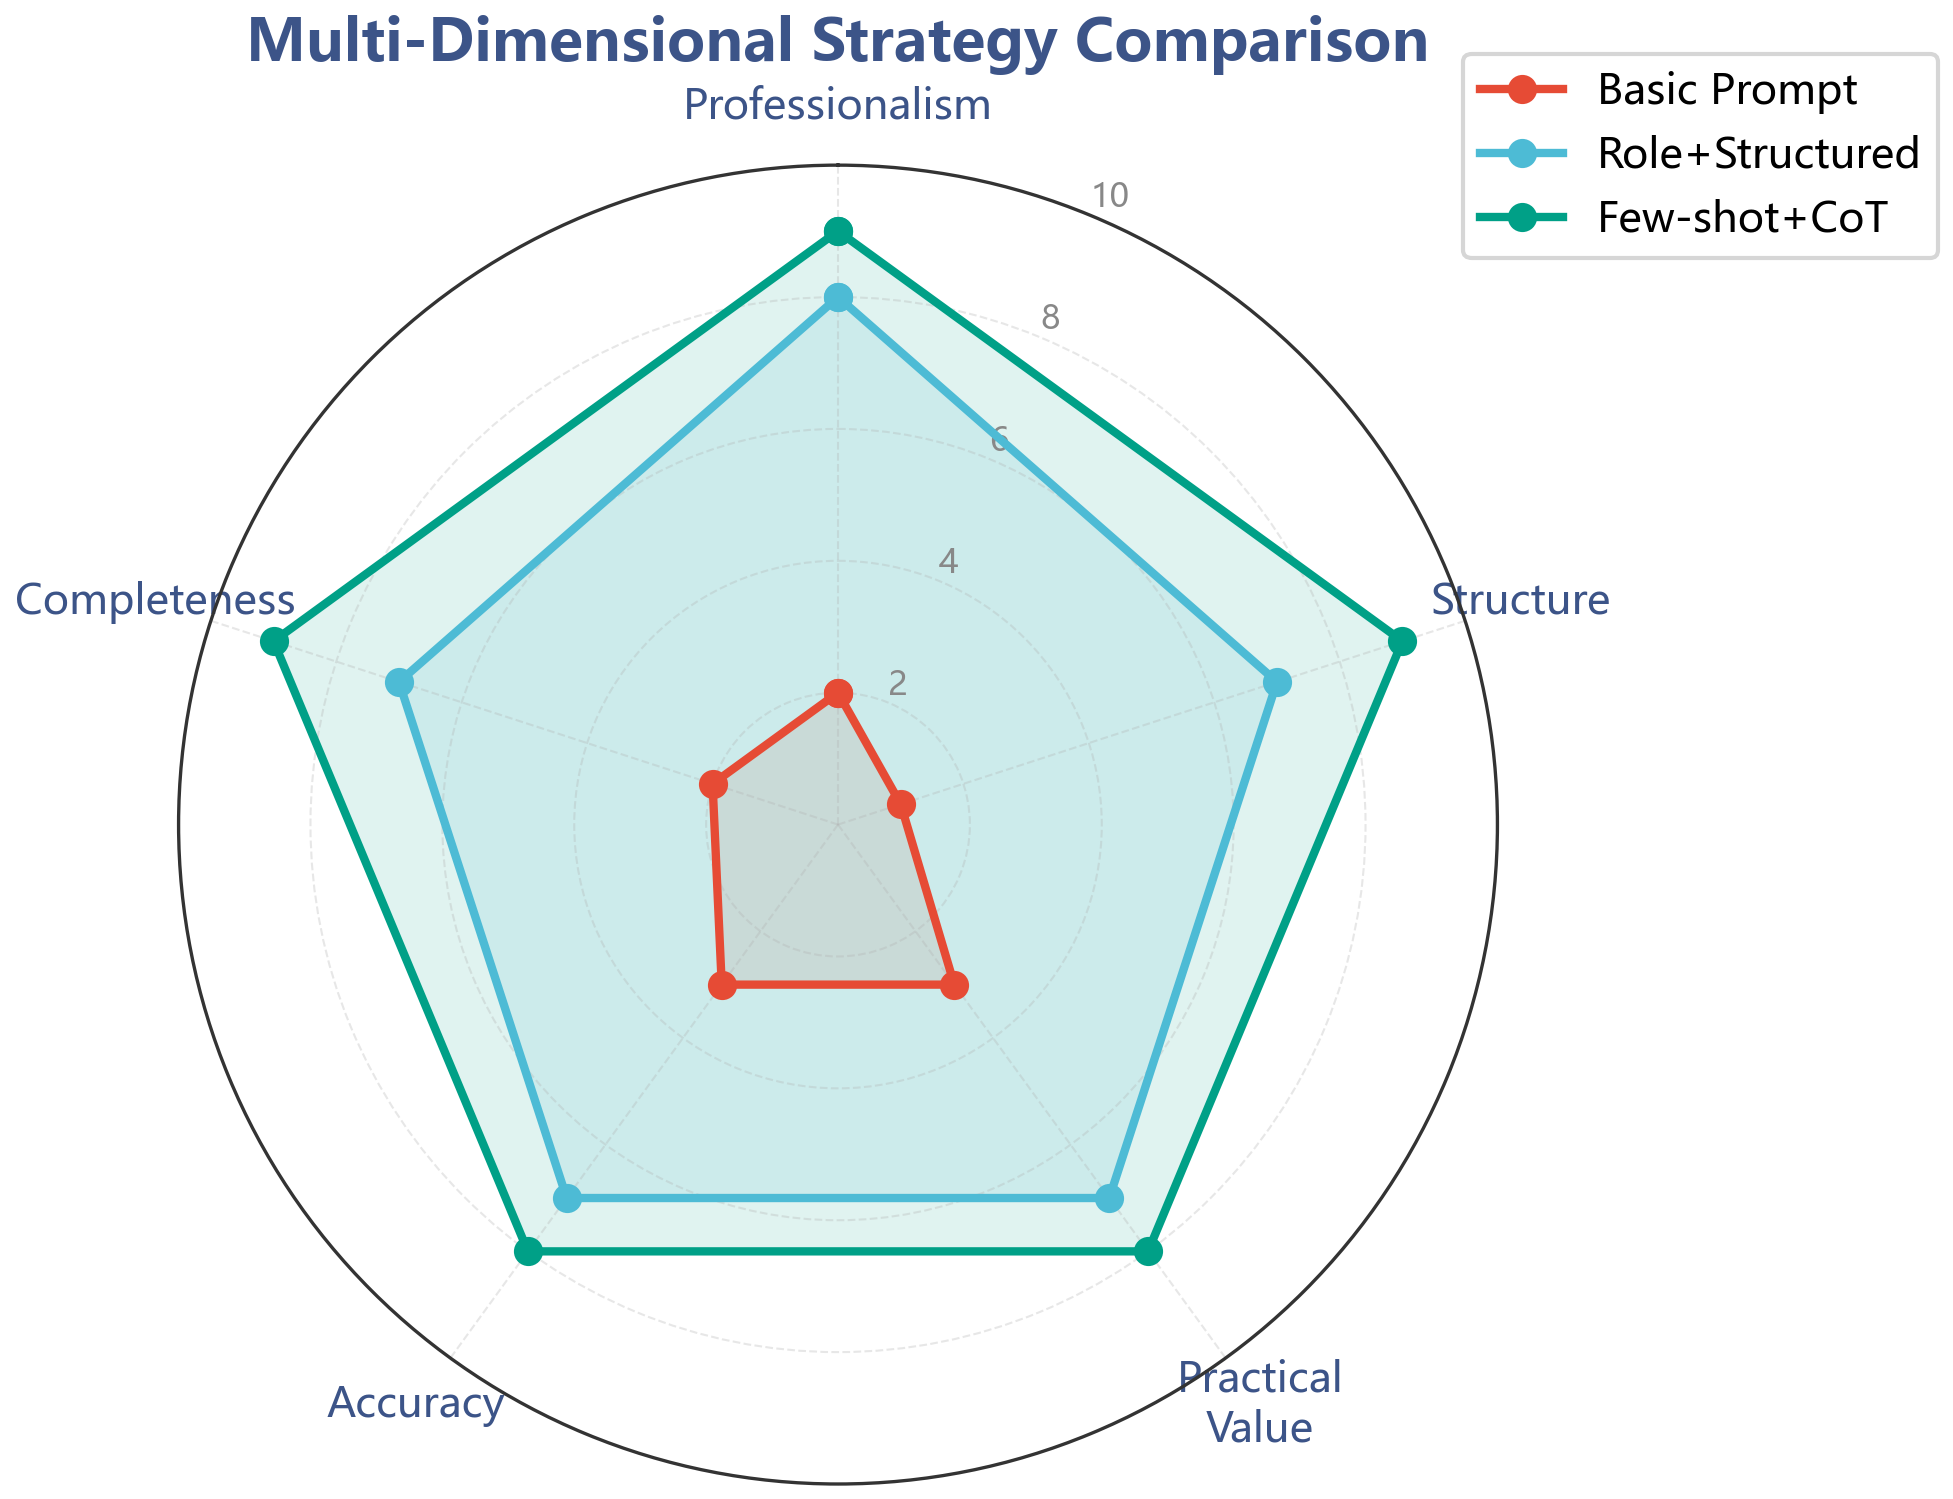 Multi-Dimensional Strategy Comparison
Professionalism
Basic Prompt
Role+Structured
Few-shot+CoT
10
8
6
4
2
Completeness
Structure
Accuracy
Practical
Value